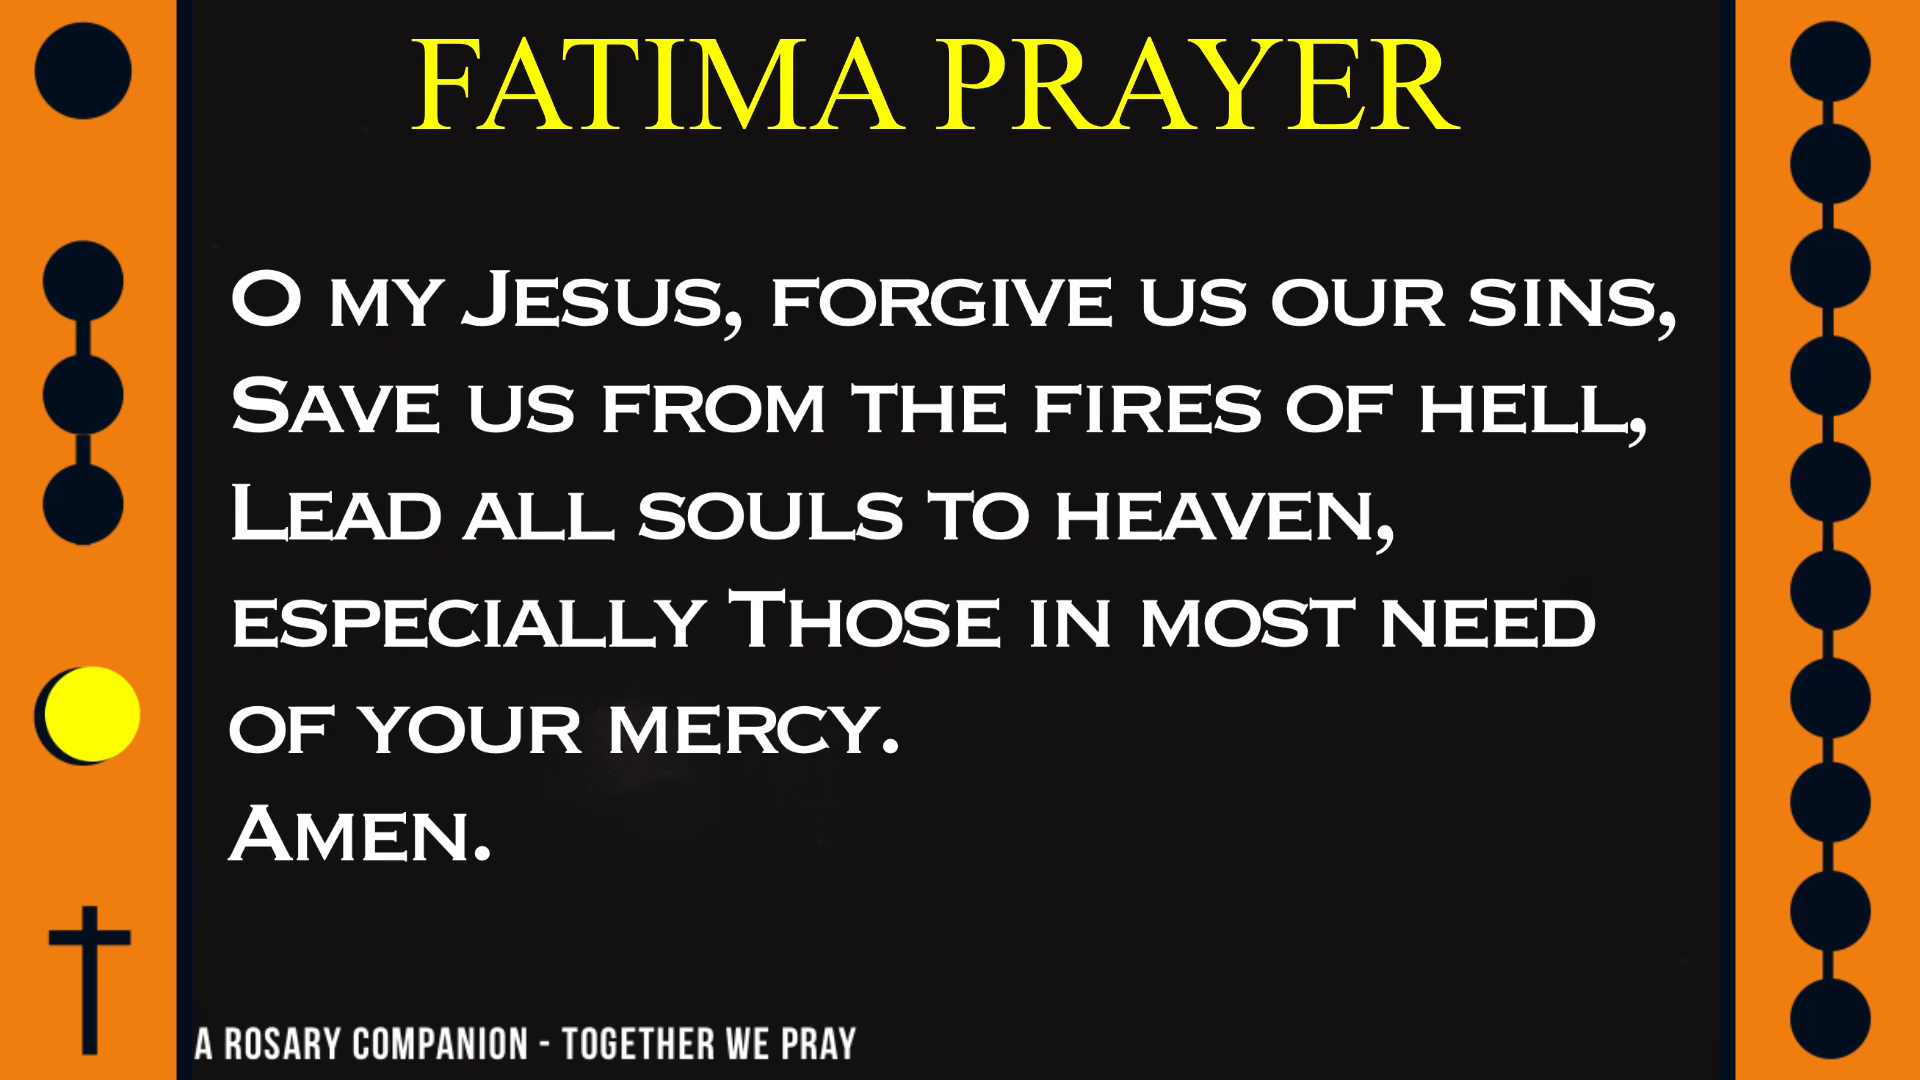 FATIMA PRAYER
O my Jesus, forgive us our sins,
Save us from the fires of hell,
Lead all souls to heaven,
especially Those in most need
of your mercy.
Amen.
A ROSARY COMPANION - TOGETHER WE PRAY